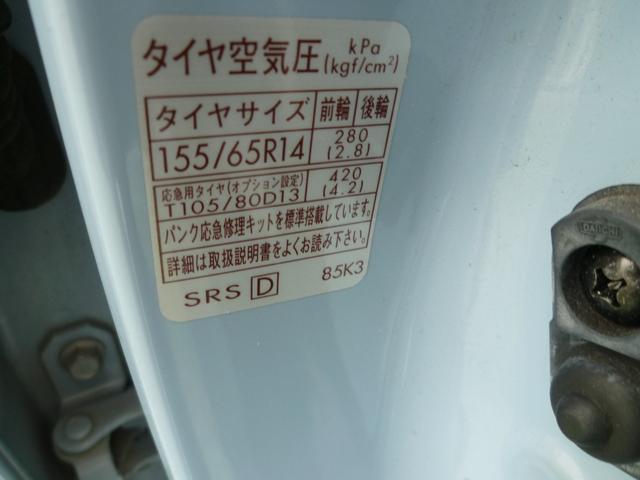 タイヤ空気圧 kPa (kgf/cm²)
タイヤサイズ 前輪 後輪
155/65R14 280 (2.8)
応急用タイヤ(オプション設定) T105/80D13 420 (4.2)
パンク応急修理キットを標準搭載しています。
詳細は取扱説明書をよくお読み下さい。
SRS D 85K3
DAIICHI